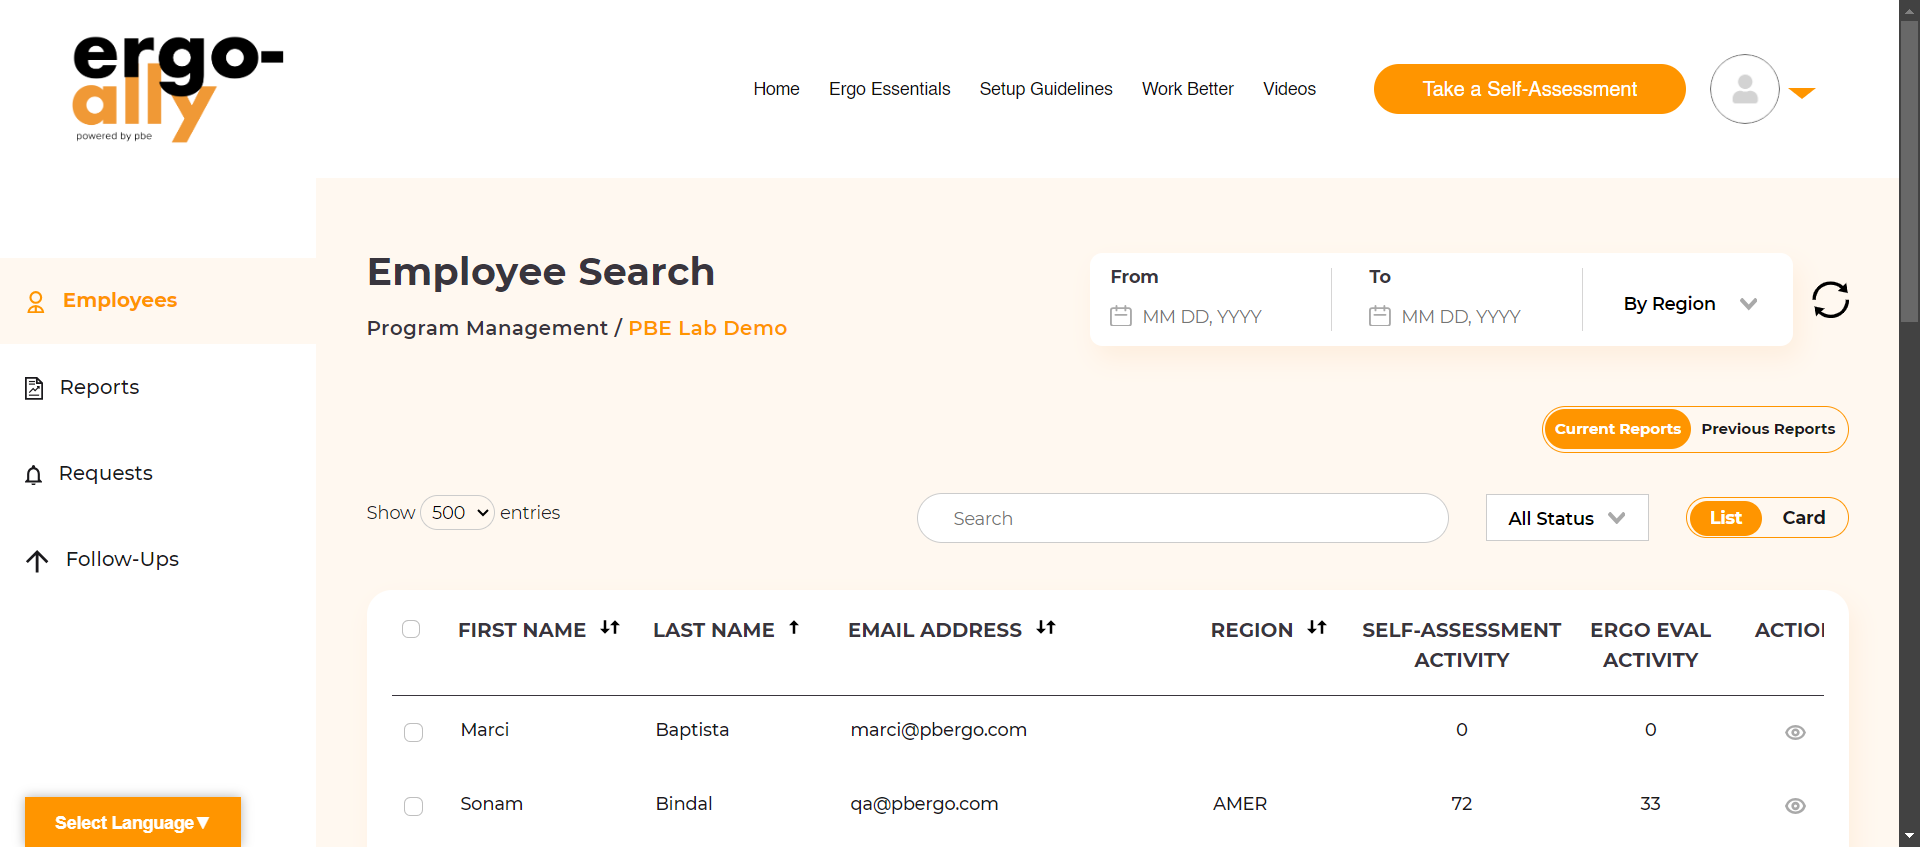 ergo-
ally
powered by pbe
Home Ergo Essentials Setup Guidelines Work Better Videos Take a Self-Assessment
Employees
Reports
Requests
Follow-Ups
Select Language▼
Employee Search
Program Management / PBE Lab Demo
From To
MM DD, YYYY MM DD, YYYY By Region
Current Reports Previous Reports
Show 500 entries Search All Status List Card
FIRST NAME LAST NAME EMAIL ADDRESS REGION SELF-ASSESSMENT ERGO EVAL ACTIO
ACTIVITY ACTIVITY
Marci Baptista marci@pbergo.com 0 0
Sonam Bindal qa@pbergo.com AMER 72 33